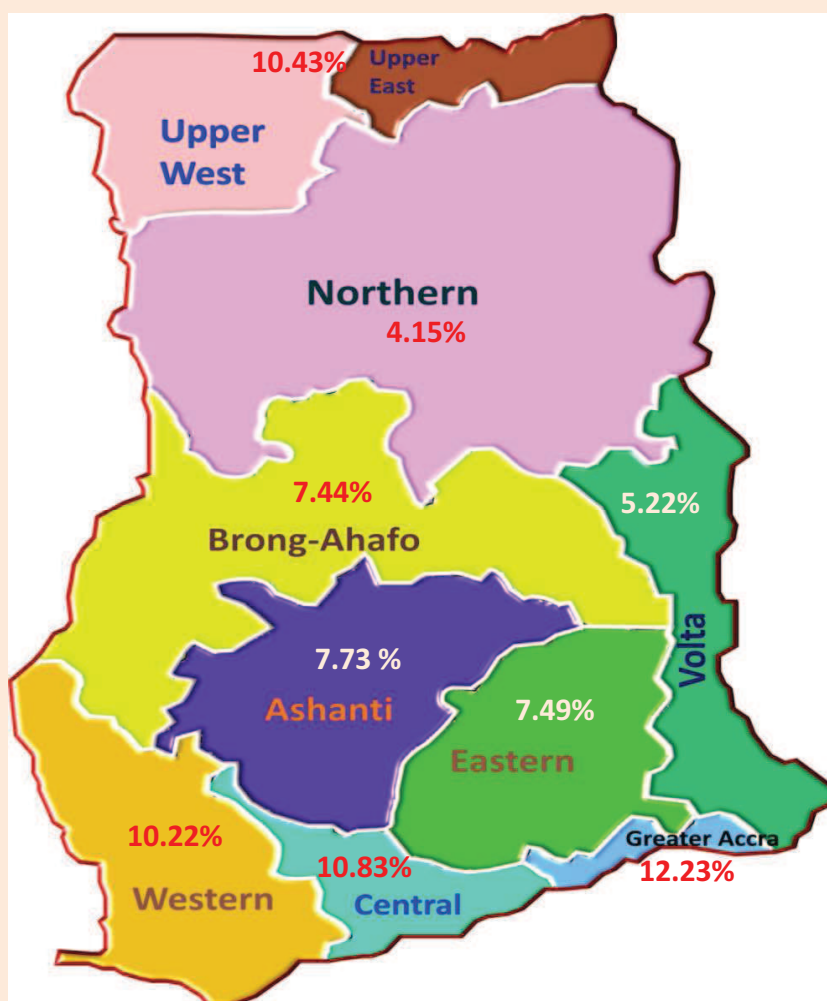 10.43%
Upper
East
Upper
West
Northern
4.15%
7.44%
5.22%
Brong-Ahafo
Volta
7.73 %
Ashanti
7.49%
Eastern
10.22%
Greater Accra
10.83%
12.23%
Western
Central